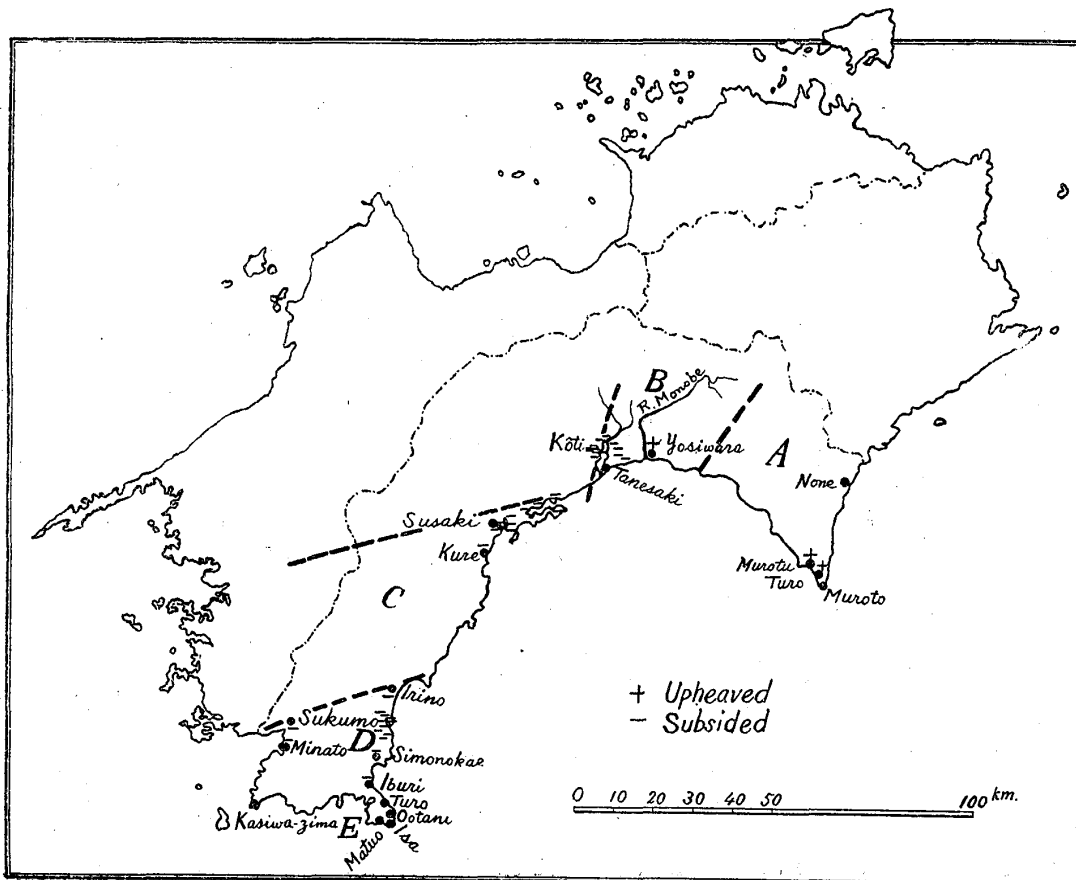 B
R. Monobe
Kôti
Yosiwara
A
Tanesaki
None
Susaki
Kure
Murotu
Turo
Muroto
C
Irino
+ Upheaved
− Subsided
Sukumo
D
Minato
Simonokae
Iburi
Turo
Ootani
Kasiwa-zima
E
Isa
Matuo
0 10 20 30 40 50 100 km.